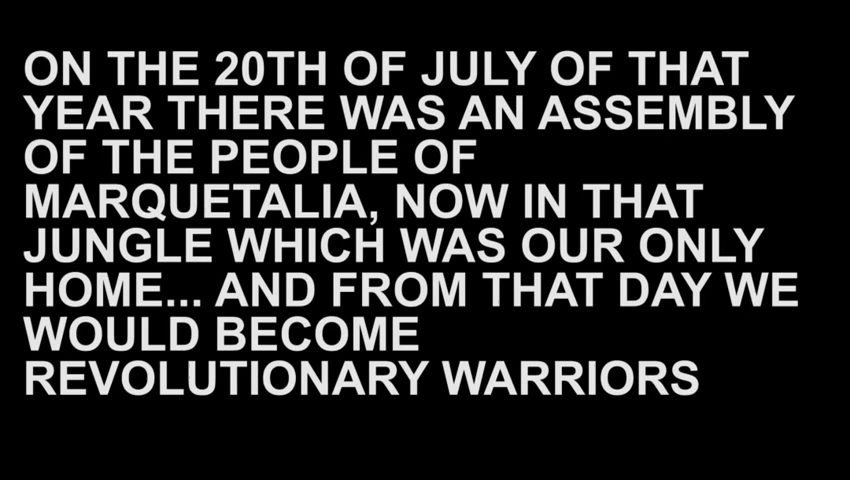 ON THE 20TH OF JULY OF THAT
YEAR THERE WAS AN ASSEMBLY
OF THE PEOPLE OF
MARQUETALIA, NOW IN THAT
JUNGLE WHICH WAS OUR ONLY
HOME... AND FROM THAT DAY WE
WOULD BECOME
REVOLUTIONARY WARRIORS